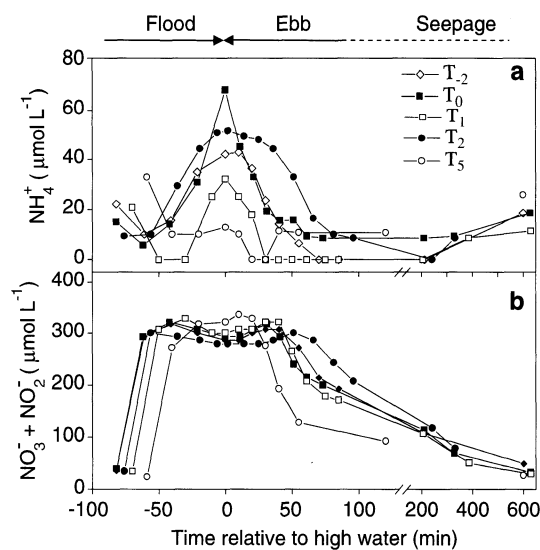 Flood Ebb Seepage
a
80
60
40
20
0
NH₄⁺ ( μmol L⁻¹)
T₋₂
T₀
T₁
T₂
T₅
b
400
300
200
100
0
NO₃⁻ + NO₂⁻ ( μmol L⁻¹)
-100 -50 0 50 100 200 400 600
Time relative to high water (min)